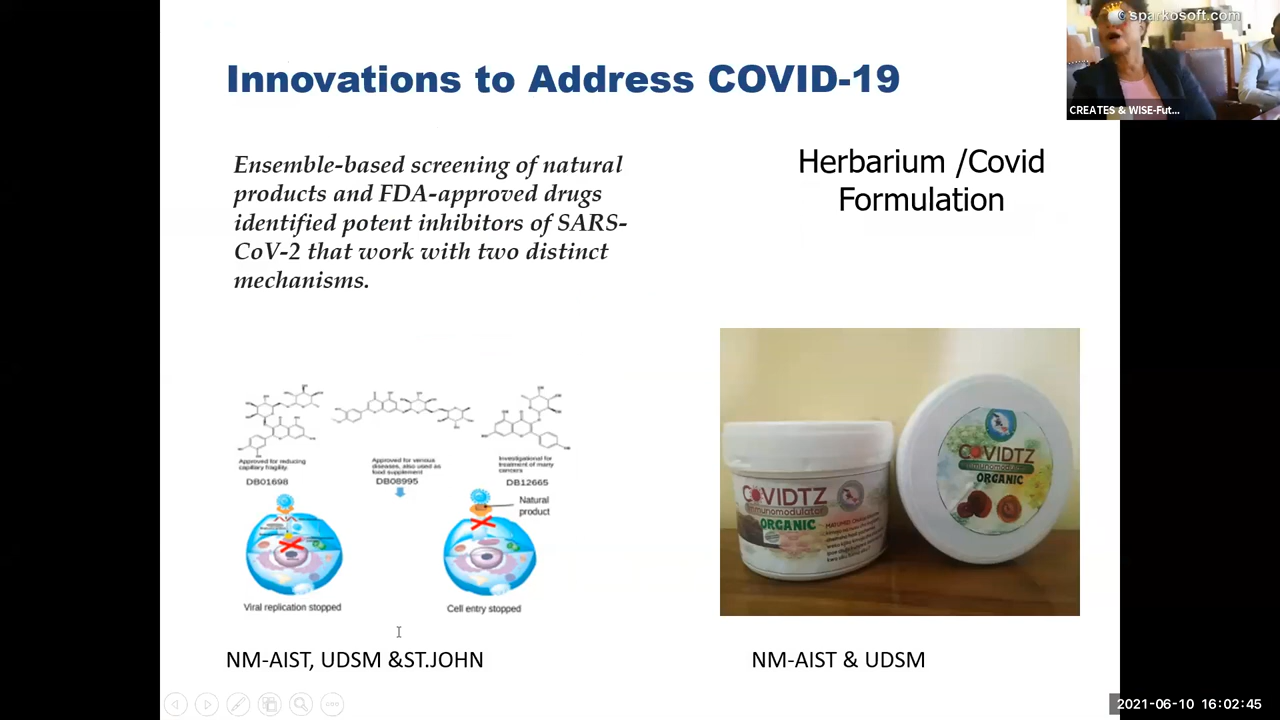 Innovations to Address COVID-19
Ensemble-based screening of natural
products and FDA-approved drugs
identified potent inhibitors of SARS-
CoV-2 that work with two distinct
mechanisms.
Herbarium /Covid
Formulation
Approved for reducing
capillary fragility.
DB01698
Approved for venous
diseases, also used as
food supplement
DB08995
Investigational for
treatment of many
cancers
DB12665
Natural
product
Viral replication stopped
Cell entry stopped
COVIDTZ
immunomodulator
ORGANIC
COVIDTZ
ORGANIC
NM-AIST, UDSM &ST.JOHN
NM-AIST & UDSM
© sparkosoft.com
CREATES & WISE-Fut...
2021-06-10 16:02:45